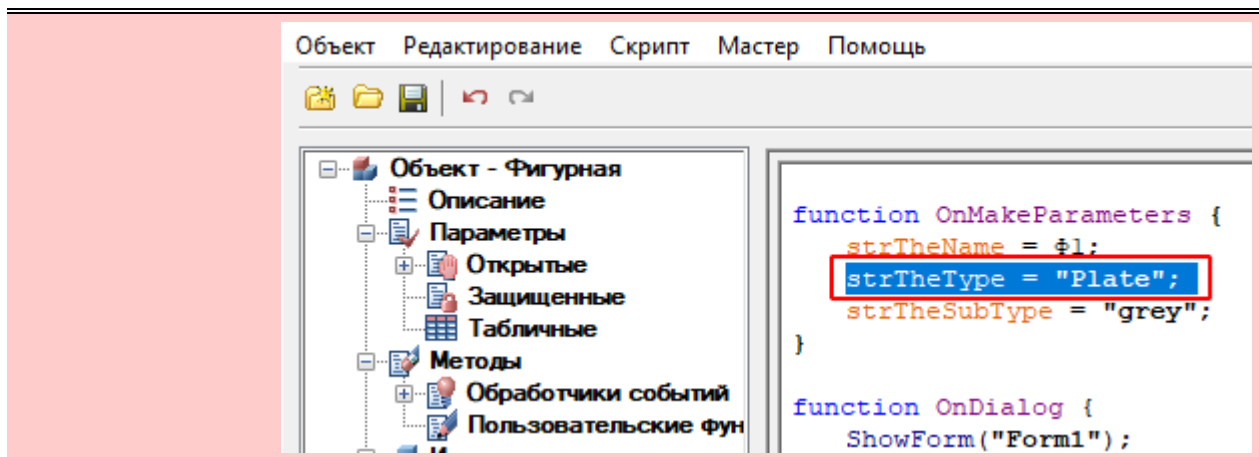 Объект Редактирование Скрипт Мастер Помощь
Объект - Фигурная
Описание
Параметры
Открытые
Защищенные
Табличные
Методы
Обработчики событий
Пользовательские фун
function OnMakeParameters {
strTheName = Ф1;
strTheType = "Plate";
strTheSubType = "grey";
}
function OnDialog {
ShowForm("Form1");